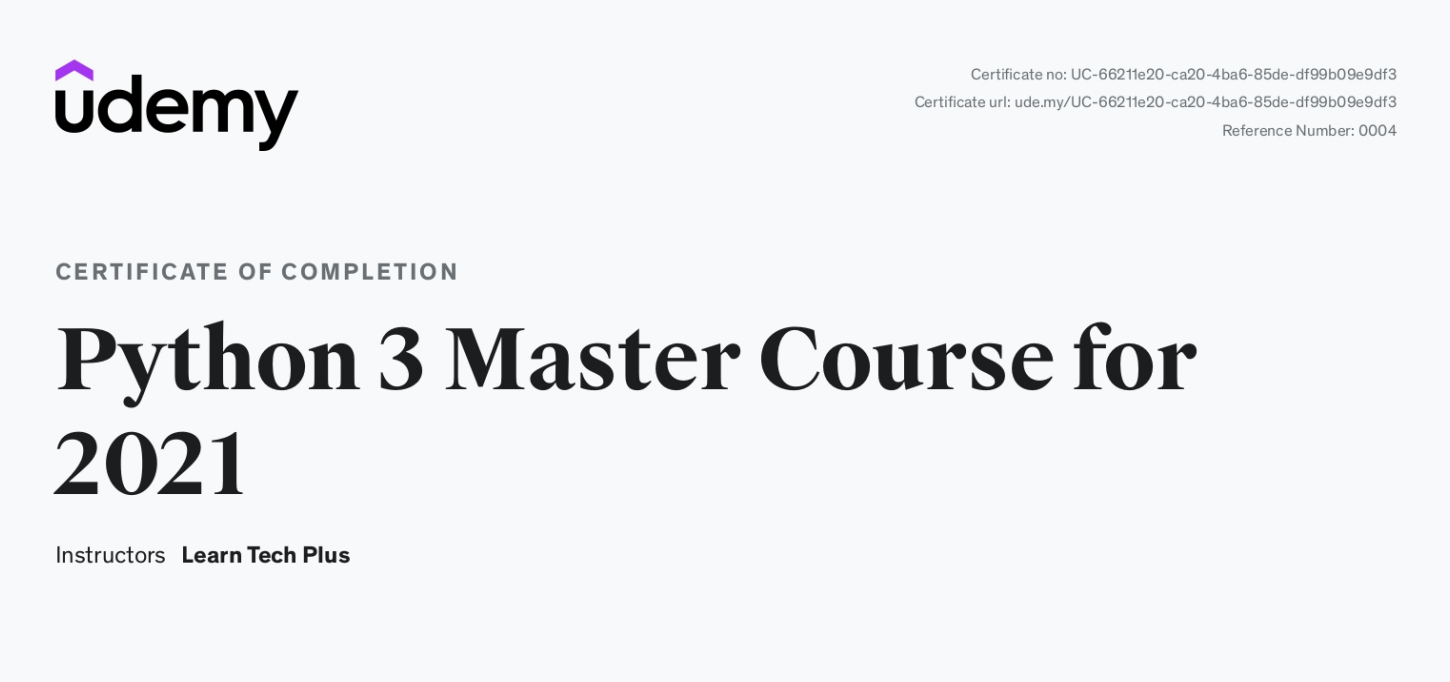 udemy
Certificate no: UC-66211e20-ca20-4ba6-85de-df99b09e9df3
Certificate url: ude.my/UC-66211e20-ca20-4ba6-85de-df99b09e9df3
Reference Number: 0004
CERTIFICATE OF COMPLETION
Python 3 Master Course for
2021
Instructors Learn Tech Plus